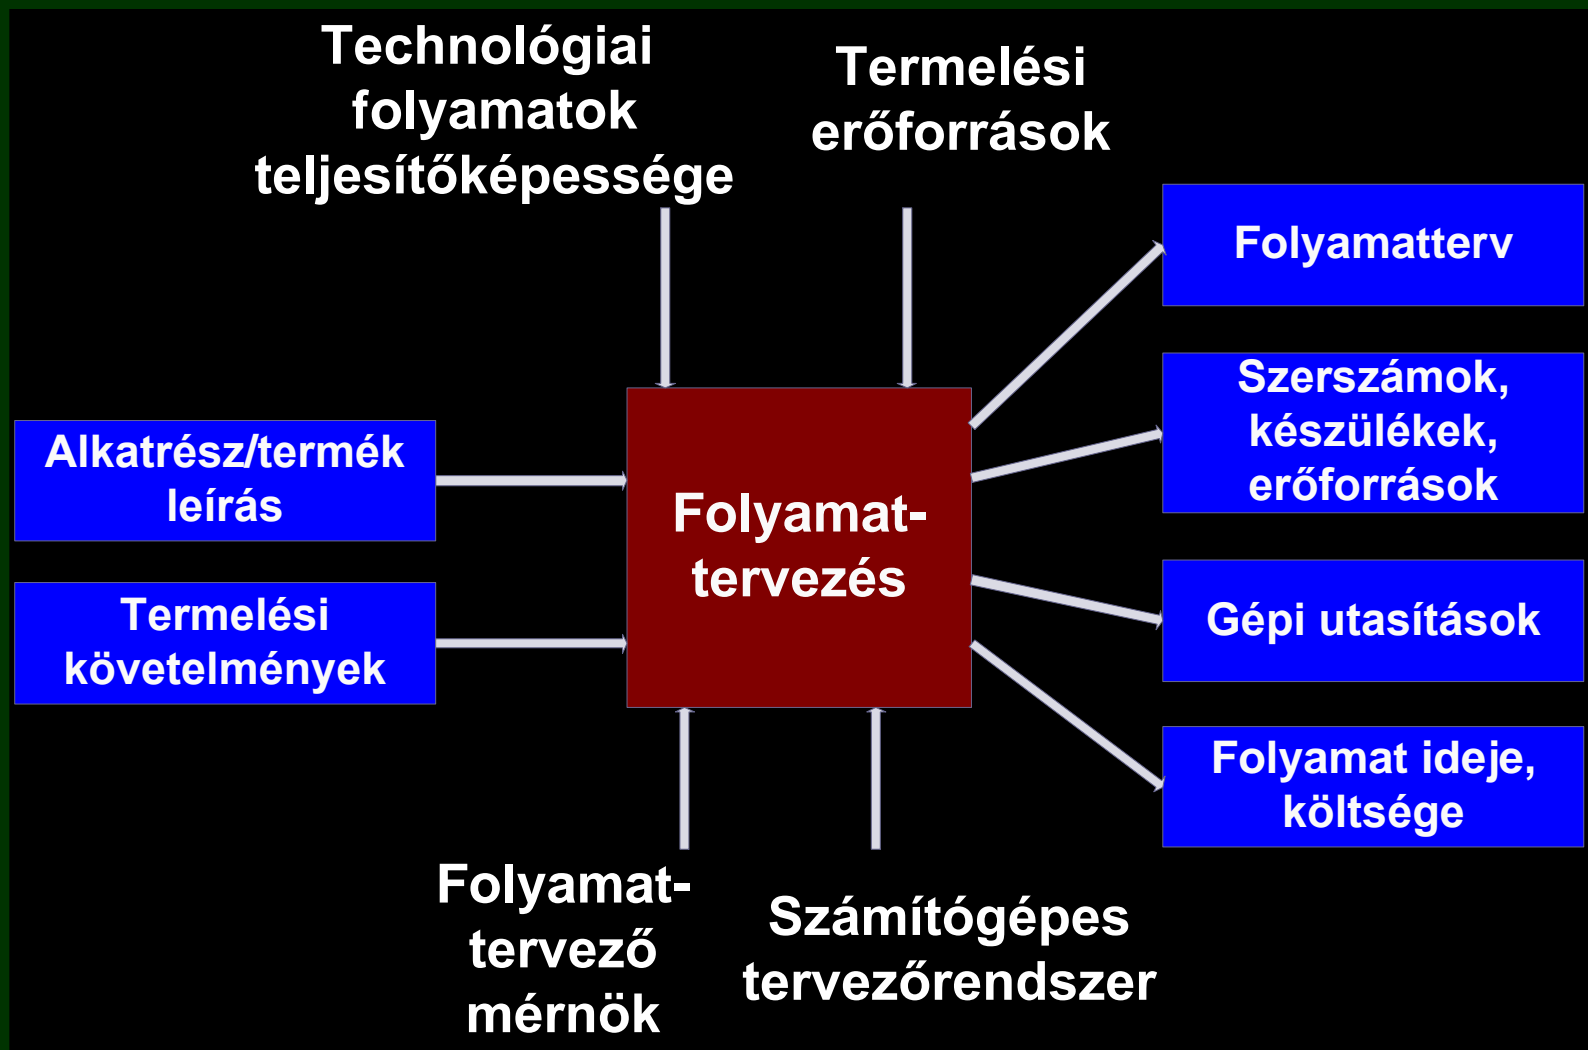 Technológiai
folyamatok
teljesítőképessége
Termelési
erőforrások
Alkatrész/termék
leírás
Termelési
követelmények
Folyamat-
tervezés
Folyamatterv
Szerszámok,
készülékek,
erőforrások
Gépi utasítások
Folyamat ideje,
költsége
Folyamat-
tervező
mérnök
Számítógépes
tervezőrendszer